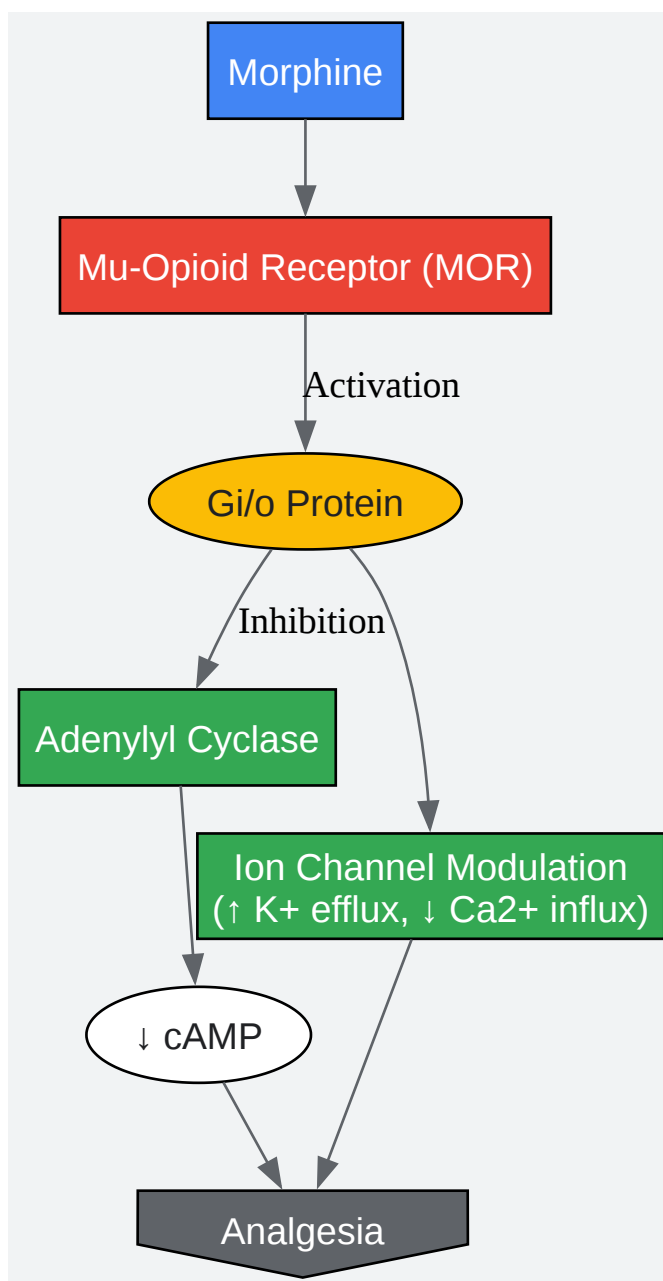 Morphine
Mu-Opioid Receptor (MOR)
Activation
Gi/o Protein
Inhibition
Adenylyl Cyclase
Ion Channel Modulation
(↑ K+ efflux, ↓ Ca2+ influx)
↓ cAMP
Analgesia